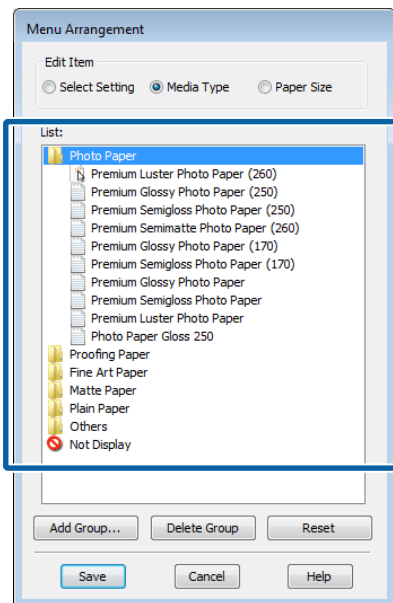 Menu Arrangement
Edit Item
Select Setting Media Type Paper Size
List:
Photo Paper
Premium Luster Photo Paper (260)
Premium Glossy Photo Paper (250)
Premium Semigloss Photo Paper (250)
Premium Semimatte Photo Paper (260)
Premium Glossy Photo Paper (170)
Premium Semigloss Photo Paper (170)
Premium Glossy Photo Paper
Premium Semigloss Photo Paper
Premium Luster Photo Paper
Photo Paper Gloss 250
Proofing Paper
Fine Art Paper
Matte Paper
Plain Paper
Others
Not Display
Add Group... Delete Group Reset
Save Cancel Help